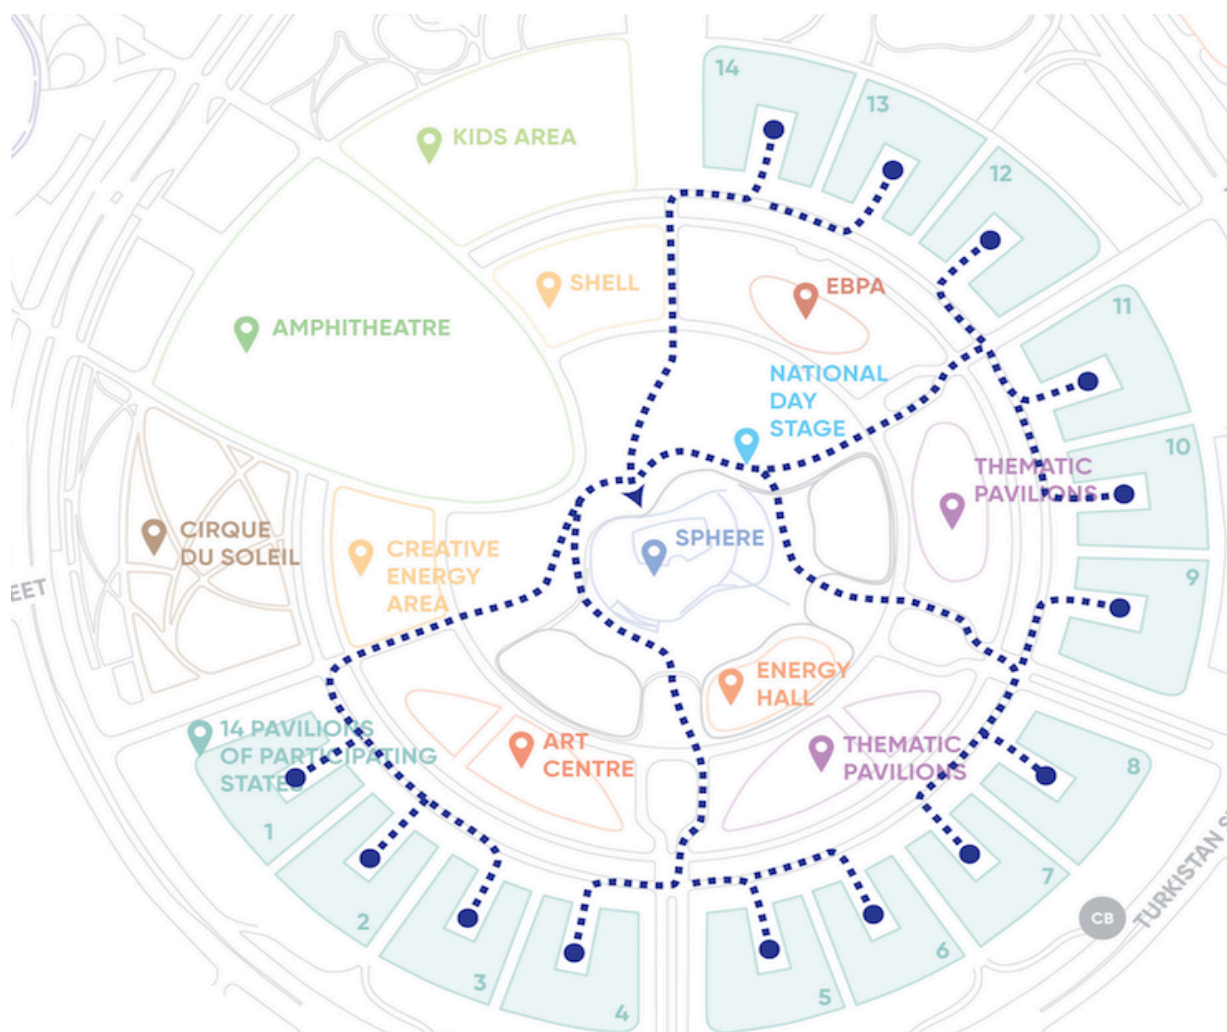 14
13
12
KIDS AREA
SHELL
EBPA
11
AMPHITHEATRE
NATIONAL
DAY
STAGE
10
THEMATIC
PAVILIONS
CIRQUE
DU SOLEIL
CREATIVE
ENERGY
AREA
SPHERE
9
EET
ENERGY
HALL
14 PAVILIONS
OF PARTICIPATING
STATES
ART
CENTRE
THEMATIC
PAVILIONS
8
1
2
3
4
5
6
7
CB
TURKISTAN S